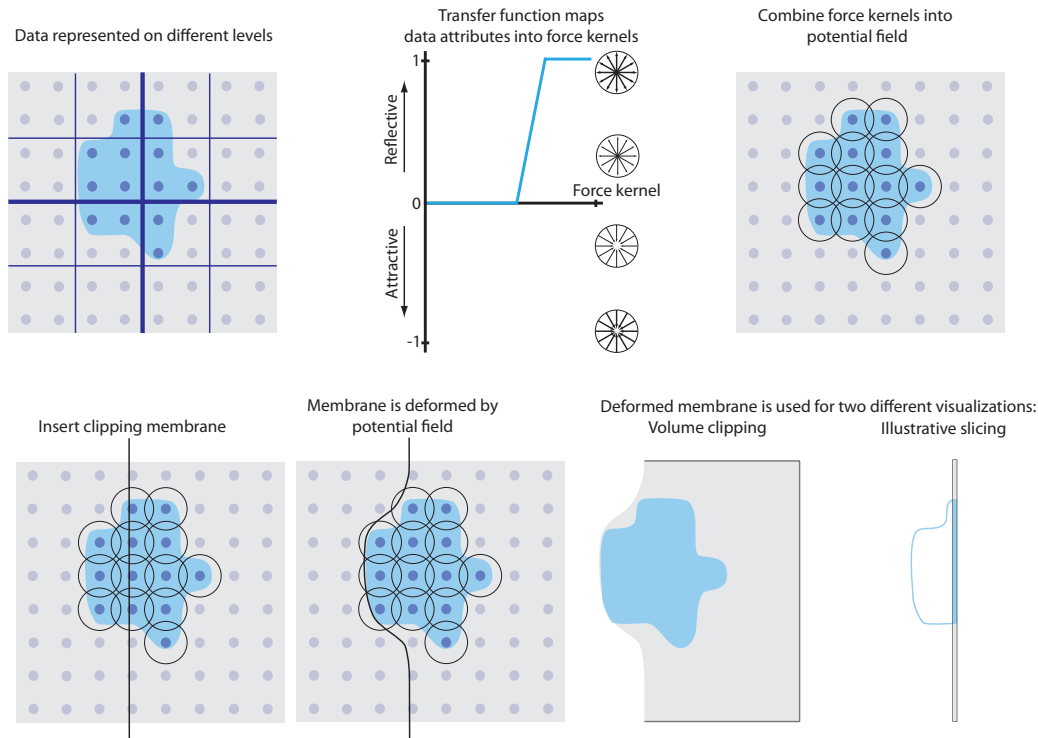 Data represented on different levels
Transfer function maps
data attributes into force kernels
1
Reflective
0
Force kernel
Attractive
-1
Combine force kernels into
potential field
Insert clipping membrane
Membrane is deformed by
potential field
Deformed membrane is used for two different visualizations:
Volume clipping
Illustrative slicing